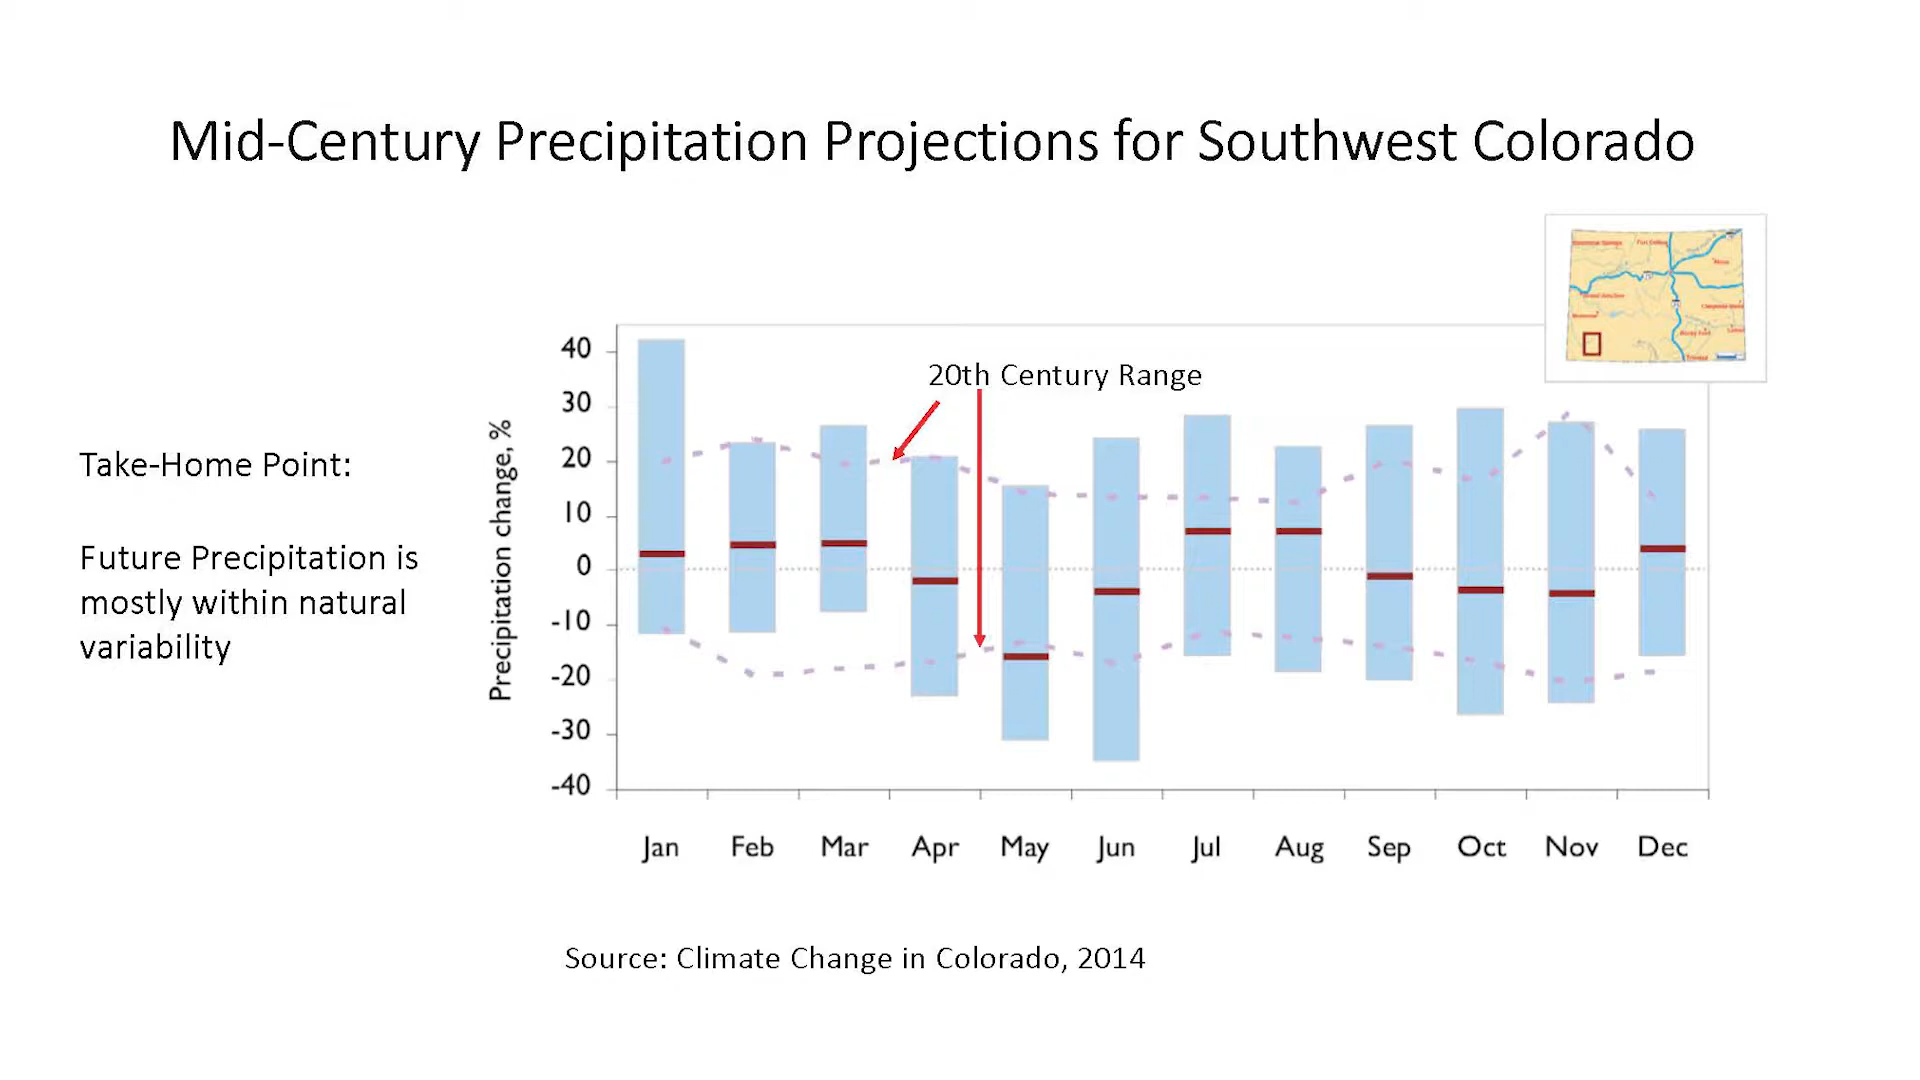 Mid-Century Precipitation Projections for Southwest Colorado
Take-Home Point:
Future Precipitation is
mostly within natural
variability
20th Century Range
Precipitation change, %
40
30
20
10
0
-10
-20
-30
-40
Jan Feb Mar Apr May Jun Jul Aug Sep Oct Nov Dec
Source: Climate Change in Colorado, 2014